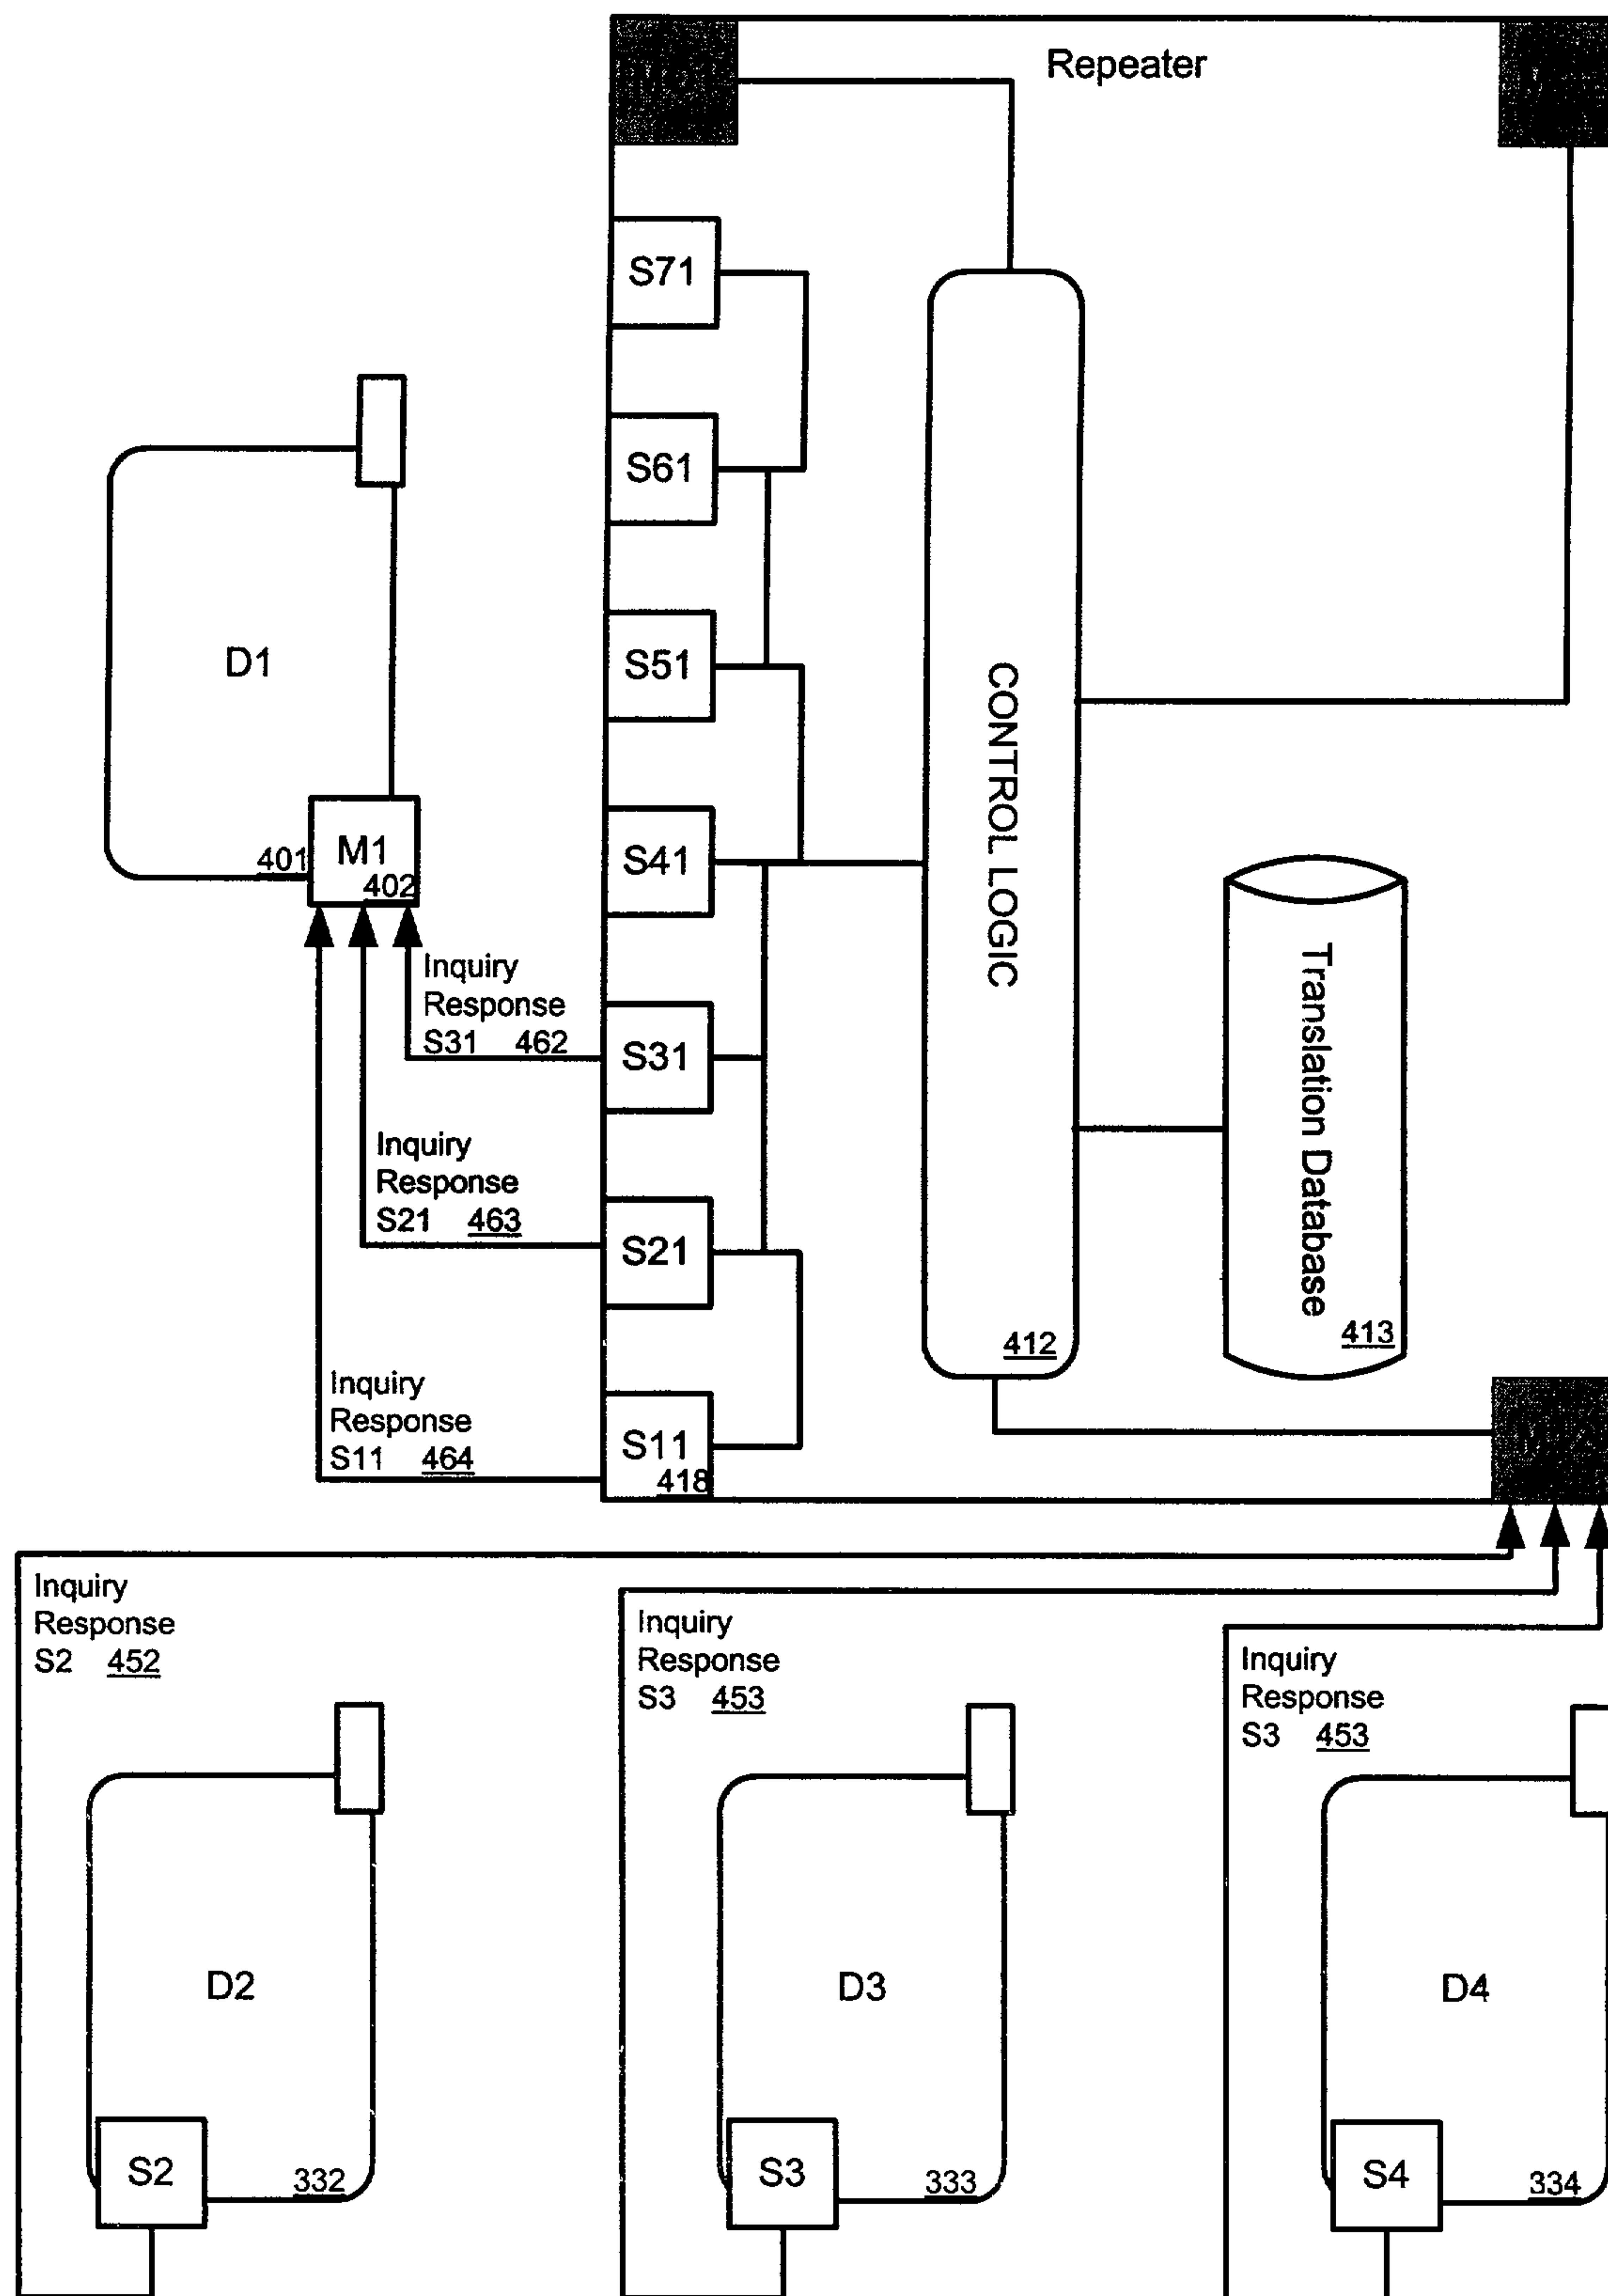 Repeater
S71
S61
S51
S41
S31
S21
S11
418
CONTROL LOGIC
412
Translation Database
413
D1
401
M1
402
Inquiry
Response
S31 462
Inquiry
Response
S21 463
Inquiry
Response
S11 464
Inquiry
Response
S2 452
Inquiry
Response
S3 453
Inquiry
Response
S3 453
D2
S2
332
D3
S3
333
D4
S4
334